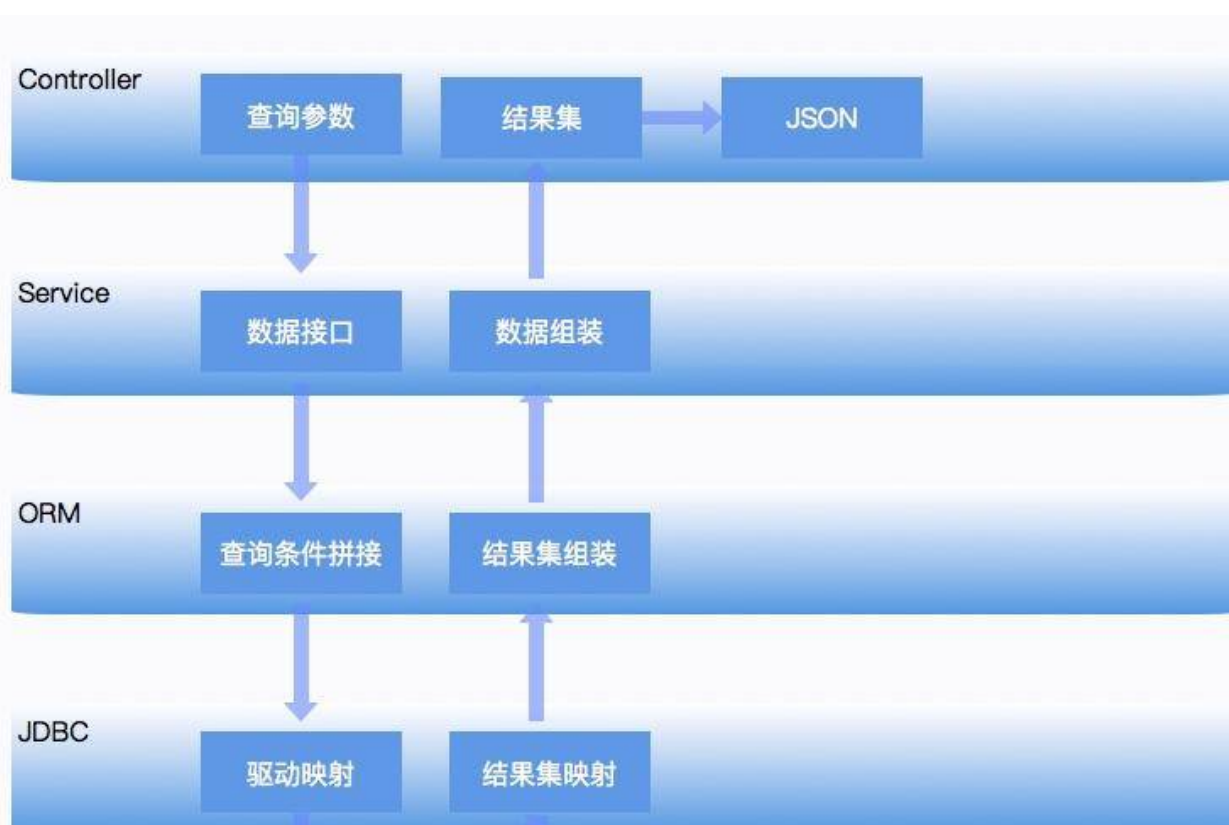 Controller
查询参数
结果集
JSON
Service
数据接口
数据组装
ORM
查询条件拼接
结果集组装
JDBC
驱动映射
结果集映射